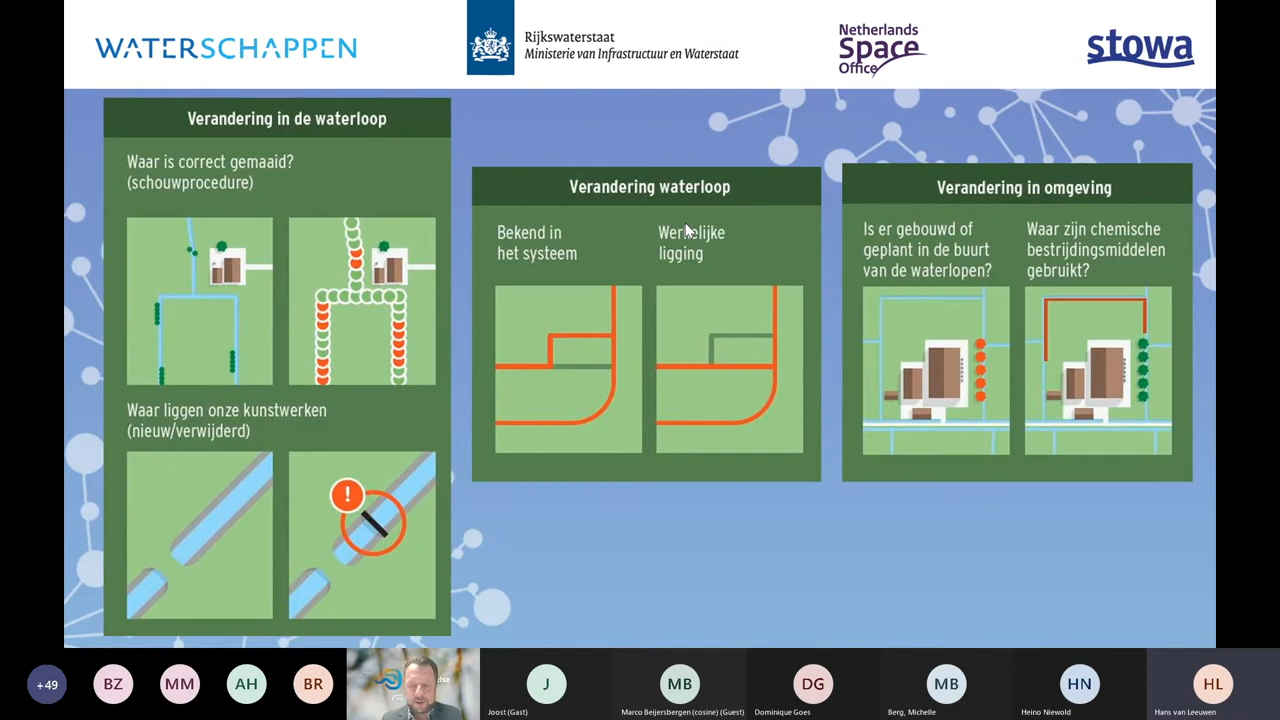 WATERSCHAPPEN
Rijkswaterstaat
Ministerie van Infrastructuur en Waterstaat
Netherlands
Space
Office
stowa
Verandering in de waterloop
Waar is correct gemaaid?
(schouwprocedure)
Waar liggen onze kunstwerken
(nieuw/verwijderd)
!
Verandering waterloop
Bekend in
het systeem
Werkelijke
ligging
Verandering in omgeving
Is er gebouwd of
geplant in de buurt
van de waterlopen?
Waar zijn chemische
bestrijdingsmiddelen
gebruikt?
+49
BZ
MM
AH
BR
J
MB
DG
MB
HN
HL
Joost (Gast)
Marco Beijersbergen (cosine) (Guest)
Dominique Goes
Berg, Michelle
Heino Niewold
Hans van Leeuwen